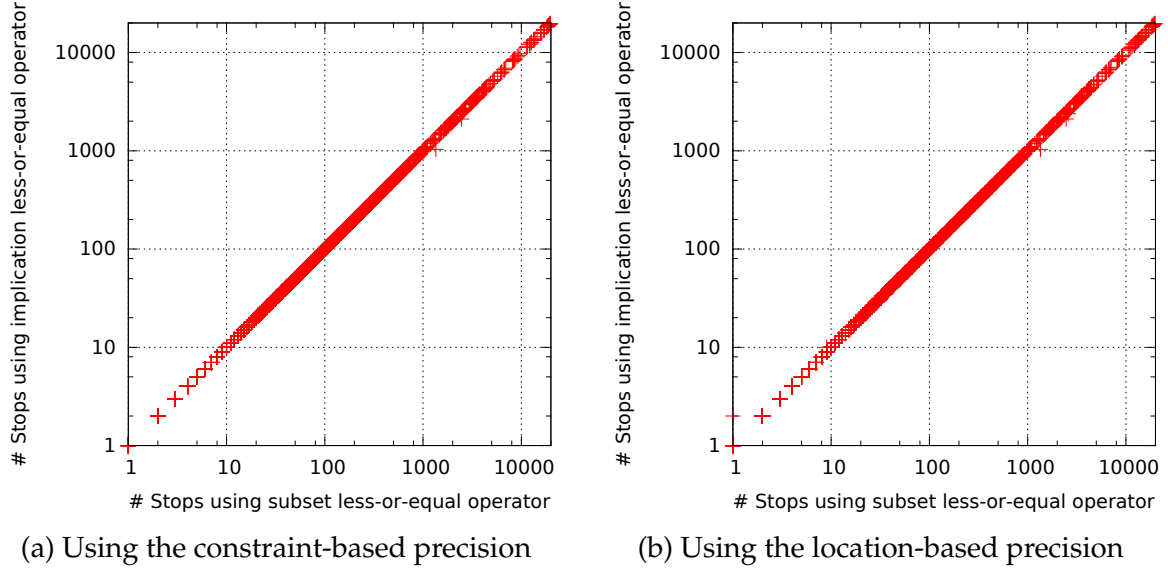 # Stops using implication less-or-equal operator
10000
1000
100
10
1
1 10 100 1000 10000
# Stops using subset less-or-equal operator
(a) Using the constraint-based precision
# Stops using implication less-or-equal operator
10000
1000
100
10
1
1 10 100 1000 10000
# Stops using subset less-or-equal operator
(b) Using the location-based precision